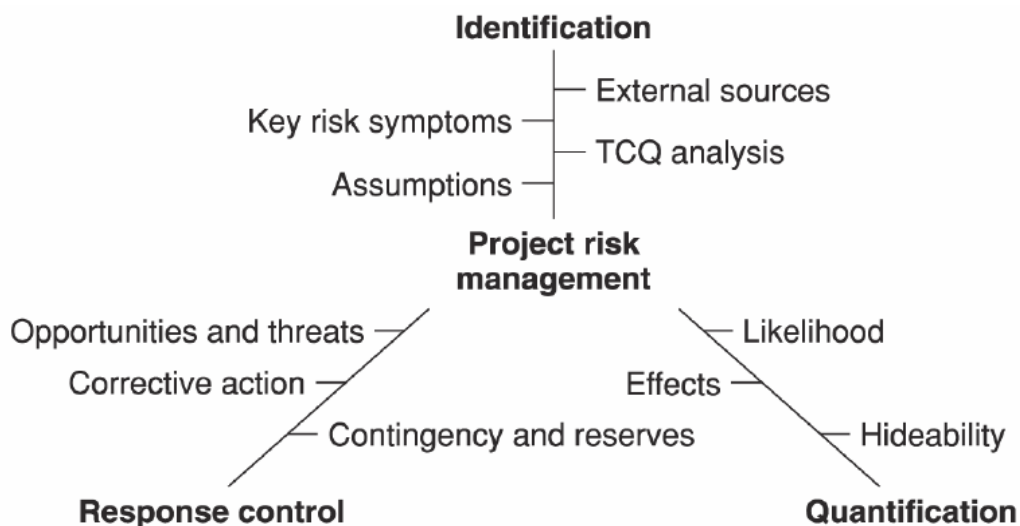 Identification
External sources
Key risk symptoms
TCQ analysis
Assumptions
Project risk
management
Opportunities and threats
Likelihood
Corrective action
Effects
Contingency and reserves
Hideability
Response control
Quantification